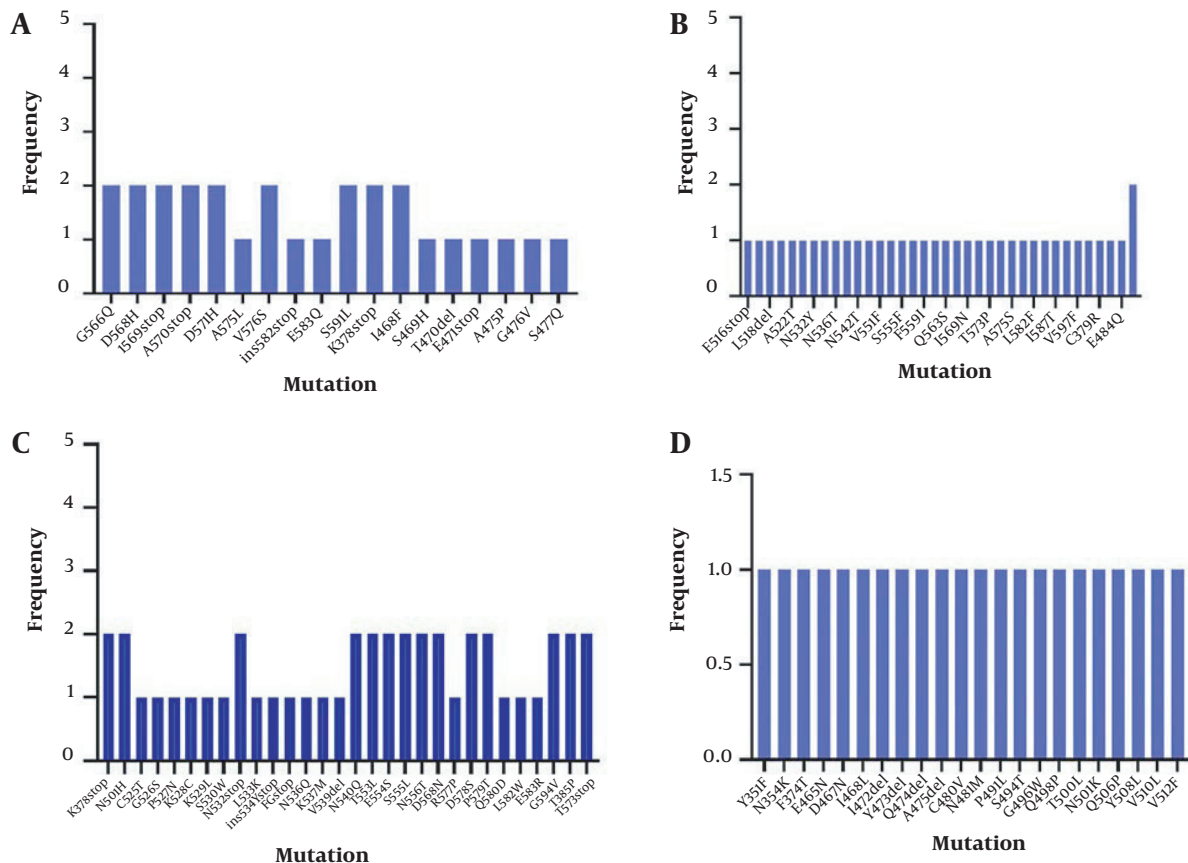 A
5
4
3
2
1
0
Frequency
G566Q
D568H
I569stop
A570stop
D571H
A575L
V576S
ins582stop
E583Q
S591L
K378stop
I468F
S469H
T470del
E471stop
A475P
G476V
S477Q
Mutation
B
5
4
3
2
1
0
Frequency
E516stop
L518del
A522T
N532Y
N536T
N542T
V551F
S555F
F559I
Q563S
I569N
T573P
A575S
L582F
I587T
V597F
C379R
E484Q
Mutation
C
5
4
3
2
1
0
Frequency
K378stop
N501H
C525T
G526S
P527N
K528C
K529L
S530W
N532stop
L533K
ins534Kstop
KGstop
N536Q
K537M
V539del
N540Q
T553L
E554S
S555L
N556T
D568N
R577P
D578S
P579T
Q580D
L582W
E583R
G594V
T385P
T573stop
Mutation
D
1.5
1.0
0.5
0.0
Frequency
Y351F
N354K
F374T
E465N
D467N
I468L
I472del
Y473del
Q474del
A475del
C480V
N481M
P491L
S494T
G496W
Q498P
T500L
N501K
Q506P
Y508L
V510L
V512F
Mutation